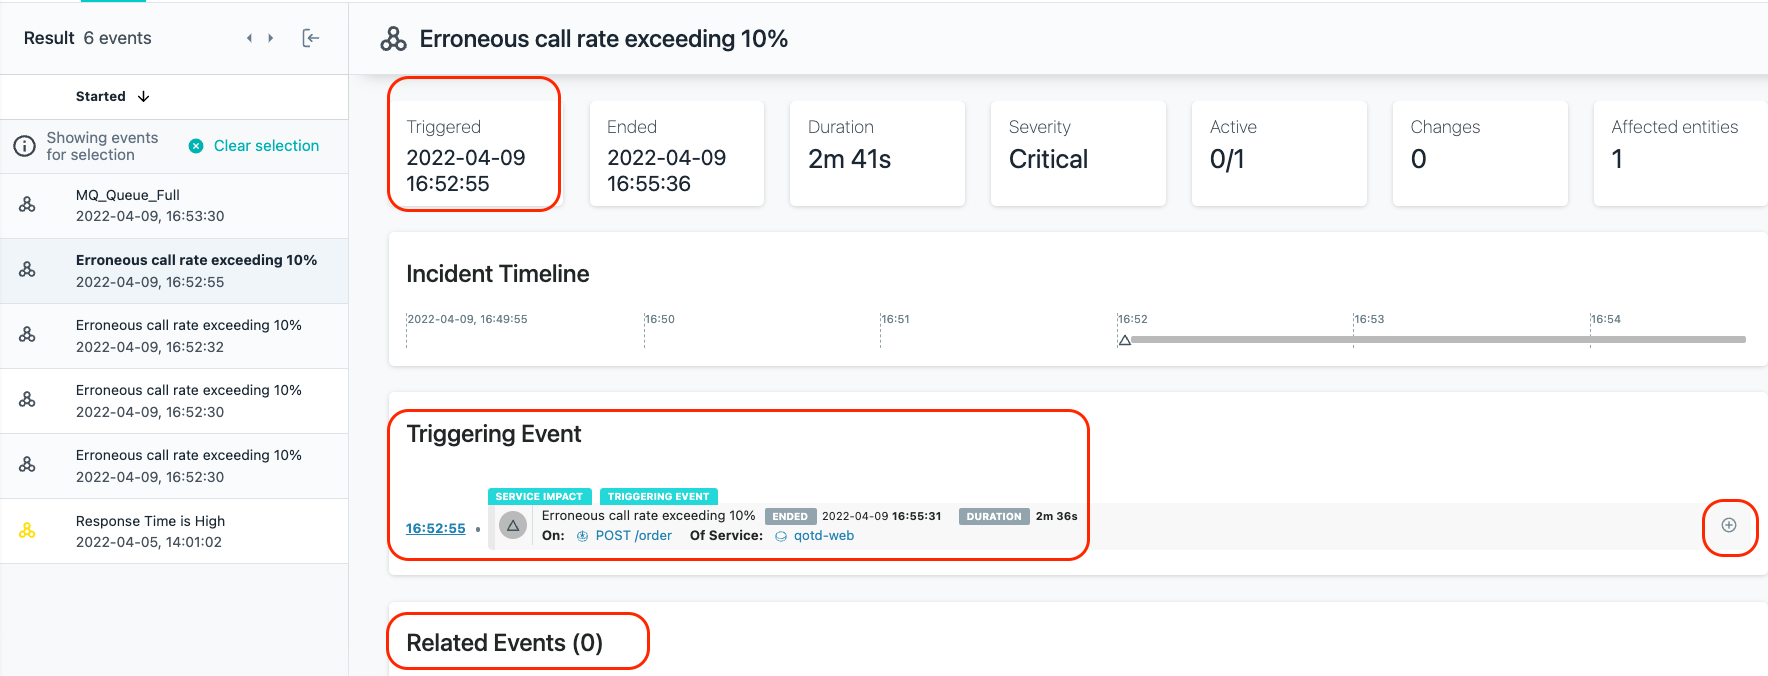 Result 6 events
Started
Showing events
for selection
Clear selection
MQ_Queue_Full
2022-04-09, 16:53:30
Erroneous call rate exceeding 10%
2022-04-09, 16:52:55
Erroneous call rate exceeding 10%
2022-04-09, 16:52:32
Erroneous call rate exceeding 10%
2022-04-09, 16:52:30
Erroneous call rate exceeding 10%
2022-04-09, 16:52:30
Response Time is High
2022-04-05, 14:01:02
Erroneous call rate exceeding 10%
Triggered
2022-04-09
16:52:55
Ended
2022-04-09
16:55:36
Duration
2m 41s
Severity
Critical
Active
0/1
Changes
0
Affected entities
1
Incident Timeline
2022-04-09, 16:49:55 16:50 16:51 16:52 16:53 16:54
Triggering Event
SERVICE IMPACT TRIGGERING EVENT
16:52:55
Erroneous call rate exceeding 10% ENDED 2022-04-09 16:55:31 DURATION 2m 36s
On: POST /order Of Service: qotd-web
Related Events (0)